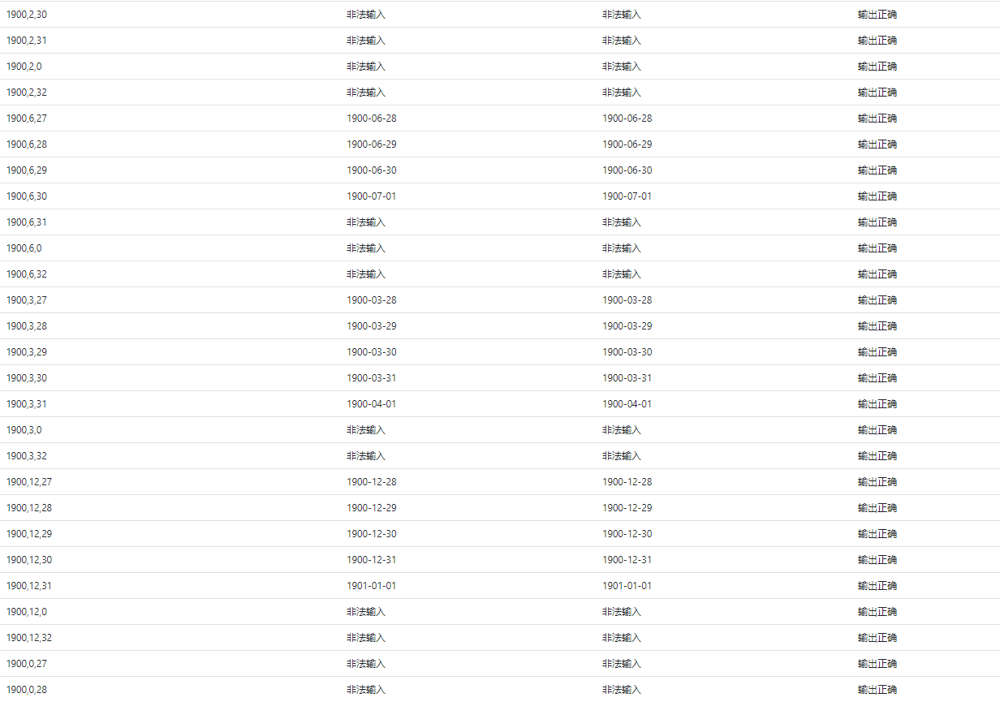 1900,2,30 非法输入 非法输入 输出正确
1900,2,31 非法输入 非法输入 输出正确
1900,2,0 非法输入 非法输入 输出正确
1900,2,32 非法输入 非法输入 输出正确
1900,6,27 1900-06-28 1900-06-28 输出正确
1900,6,28 1900-06-29 1900-06-29 输出正确
1900,6,29 1900-06-30 1900-06-30 输出正确
1900,6,30 1900-07-01 1900-07-01 输出正确
1900,6,31 非法输入 非法输入 输出正确
1900,6,0 非法输入 非法输入 输出正确
1900,6,32 非法输入 非法输入 输出正确
1900,3,27 1900-03-28 1900-03-28 输出正确
1900,3,28 1900-03-29 1900-03-29 输出正确
1900,3,29 1900-03-30 1900-03-30 输出正确
1900,3,30 1900-03-31 1900-03-31 输出正确
1900,3,31 1900-04-01 1900-04-01 输出正确
1900,3,0 非法输入 非法输入 输出正确
1900,3,32 非法输入 非法输入 输出正确
1900,12,27 1900-12-28 1900-12-28 输出正确
1900,12,28 1900-12-29 1900-12-29 输出正确
1900,12,29 1900-12-30 1900-12-30 输出正确
1900,12,30 1900-12-31 1900-12-31 输出正确
1900,12,31 1901-01-01 1901-01-01 输出正确
1900,12,0 非法输入 非法输入 输出正确
1900,12,32 非法输入 非法输入 输出正确
1900,0,27 非法输入 非法输入 输出正确
1900,0,28 非法输入 非法输入 输出正确